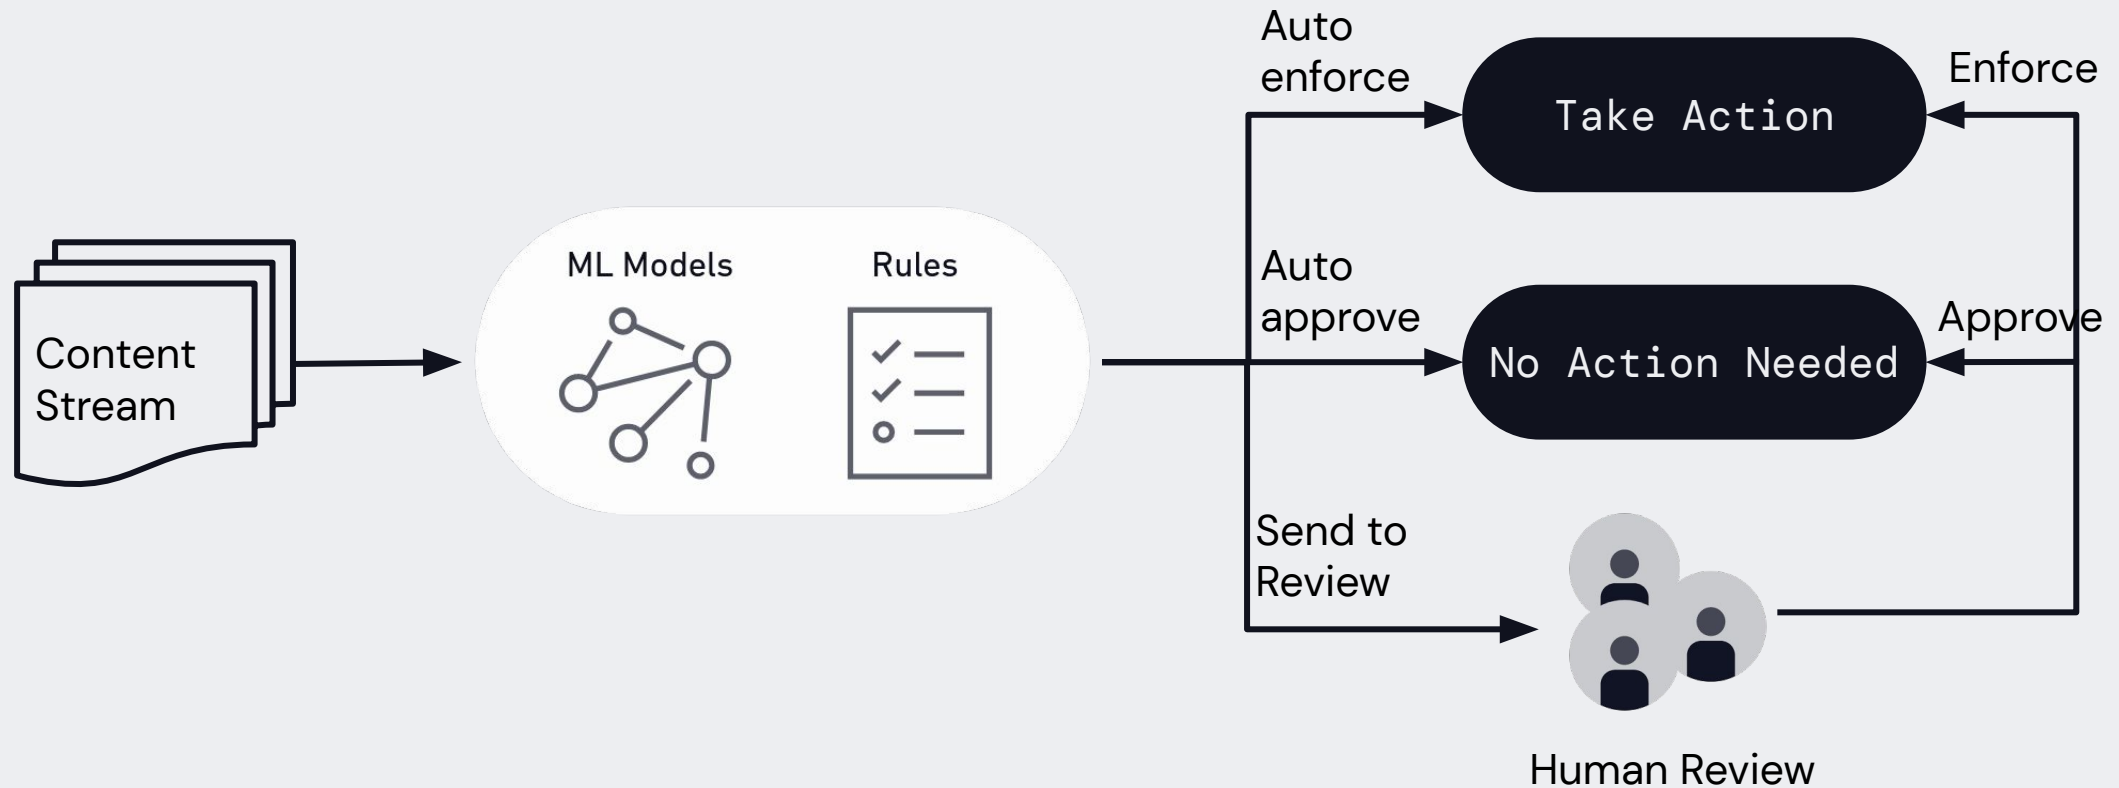 Content
Stream
ML Models
Rules
Auto
enforce
Take Action
Enforce
Auto
approve
No Action Needed
Approve
Send to
Review
Human Review